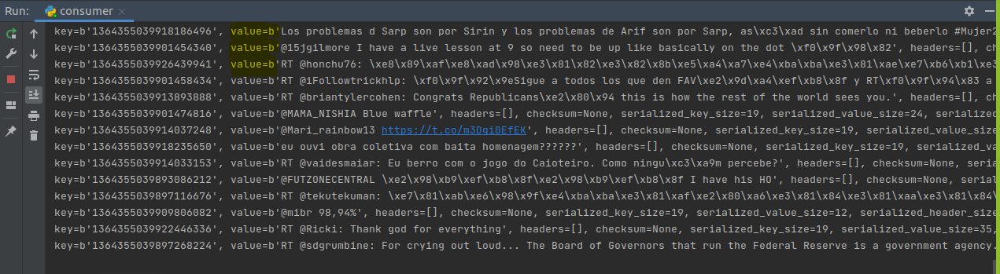 Run: consumer
key=b'1364355039918186496', value=b'Los problemas d Sarp son por Sirin y los problemas de Arif son por Sarp, as\xc3\xad sin comerlo ni beberlo #Mujer2
key=b'1364355039901454340', value=b'@15jgilmore I have a live lesson at 9 so need to be up like basically on the dot \xf0\x9f\x98\x82', headers=[], ch
key=b'1364355039926439941', value=b'RT @honchu76: \xe8\x89\xaf\xe8\xad\x98\xe3\x81\x82\xe3\x82\x8b\xe5\xa4\xa7\xe4\xba\xba\xe3\x81\xae\xe7\xb6\xb1\xe3
key=b'1364355039901458434', value=b'RT @iFollowtrickhlp: \xf0\x9f\x92\x9eSigue a todos los que den FAV\xe2\x9d\xa4\xef\xb8\x8f y RT\xf0\x9f\x94\x83 a
key=b'1364355039913893888', value=b'RT @briantylercohen: Congrats Republicans\xe2\x80\x94 this is how the rest of the world sees you.', headers=[], c
key=b'1364355039901474816', value=b'@MAMA_NISHIA Blue waffle', headers=[], checksum=None, serialized_key_size=19, serialized_value_size=24, serialized
key=b'1364355039914037248', value=b'@Mari_rainbow13 https://t.co/m3Dqi0EfEK', headers=[], checksum=None, serialized_key_size=19, serialized_value_size
key=b'1364355039918235650', value=b'eu ouvi obra coletiva com baita homenagem??????', headers=[], checksum=None, serialized_key_size=19, serialized_va
key=b'1364355039914033153', value=b'RT @vaidesmaiar: Eu berro com o jogo do Caioteiro. Como ningu\xc3\xa9m percebe?', headers=[], checksum=None, seria
key=b'1364355039893086212', value=b'@FUTZONECENTRAL \xe2\x98\xb9\xef\xb8\x8f\xe2\x98\xb9\xef\xb8\x8f I have his HO', headers=[], checksum=None, serial
key=b'1364355039897116676', value=b'RT @tekutekuman: \xe7\x81\xab\xe6\x98\x9f\xe4\xba\xba\xe3\x81\xaf\xe2\x80\xa6\xe3\x81\x84\xe3\x81\xaa\xe3\x81\x84\
key=b'1364355039909806082', value=b'@mibr 98,94%', headers=[], checksum=None, serialized_key_size=19, serialized_value_size=12, serialized_header_size
key=b'1364355039922446336', value=b'RT @Ricki: Thank god for everything', headers=[], checksum=None, serialized_key_size=19, serialized_value_size=35,
key=b'1364355039897268224', value=b'RT @sdgrumbine: For crying out loud... The Board of Governors that run the Federal Reserve is a government agency.